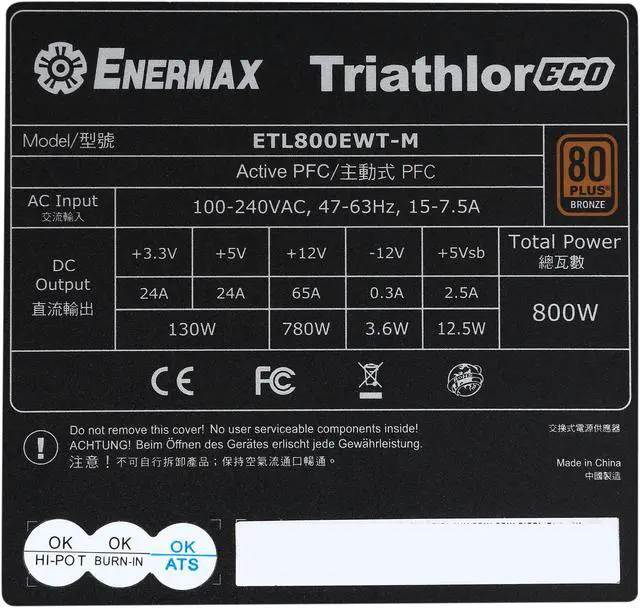 ENERMAX TriathlorECO
Model/型號 ETL800EWT-M
Active PFC/主動式 PFC
80
PLUS®
BRONZE
AC Input
交流輸入
100-240VAC, 47-63Hz, 15-7.5A
DC
Output
直流輸出
+3.3V +5V +12V -12V +5Vsb
Total Power
總瓦數
24A 24A 65A 0.3A 2.5A
800W
130W 780W 3.6W 12.5W
CE FC
Do not remove this cover! No user serviceable components inside!
ACHTUNG! Beim Öffnen des Gerätes erlischt jede Gewährleistung.
注意！不可自行拆卸產品；保持空氣流通口暢通。
交換式電源供應器
Made in China
中國製造
OK
HI-POT
OK
BURN-IN
OK
ATS